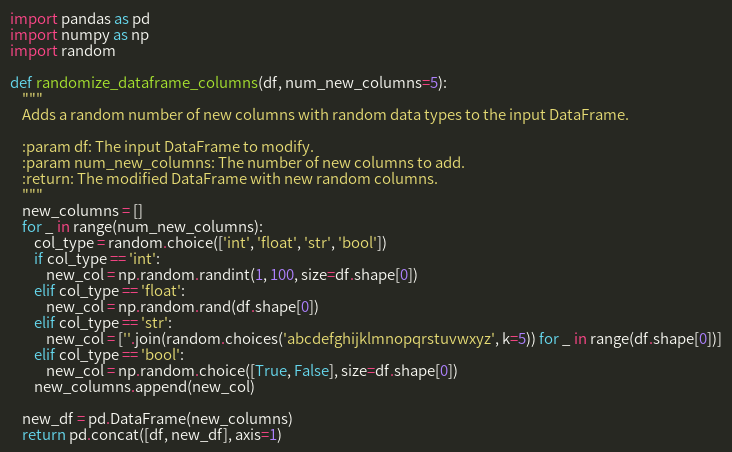 import pandas as pd
import numpy as np
import random

def randomize_dataframe_columns(df, num_new_columns=5):
    """
    Adds a random number of new columns with random data types to the input DataFrame.

    :param df: The input DataFrame to modify.
    :param num_new_columns: The number of new columns to add.
    :return: The modified DataFrame with new random columns.
    """
    new_columns = []
    for _ in range(num_new_columns):
        col_type = random.choice(['int', 'float', 'str', 'bool'])
        if col_type == 'int':
            new_col = np.random.randint(1, 100, size=df.shape[0])
        elif col_type == 'float':
            new_col = np.random.rand(df.shape[0])
        elif col_type == 'str':
            new_col = [''.join(random.choices('abcdefghijklmnopqrstuvwxyz', k=5)) for _ in range(df.shape[0])]
        elif col_type == 'bool':
            new_col = np.random.choice([True, False], size=df.shape[0])
        new_columns.append(new_col)

    new_df = pd.DataFrame(new_columns)
    return pd.concat([df, new_df], axis=1)